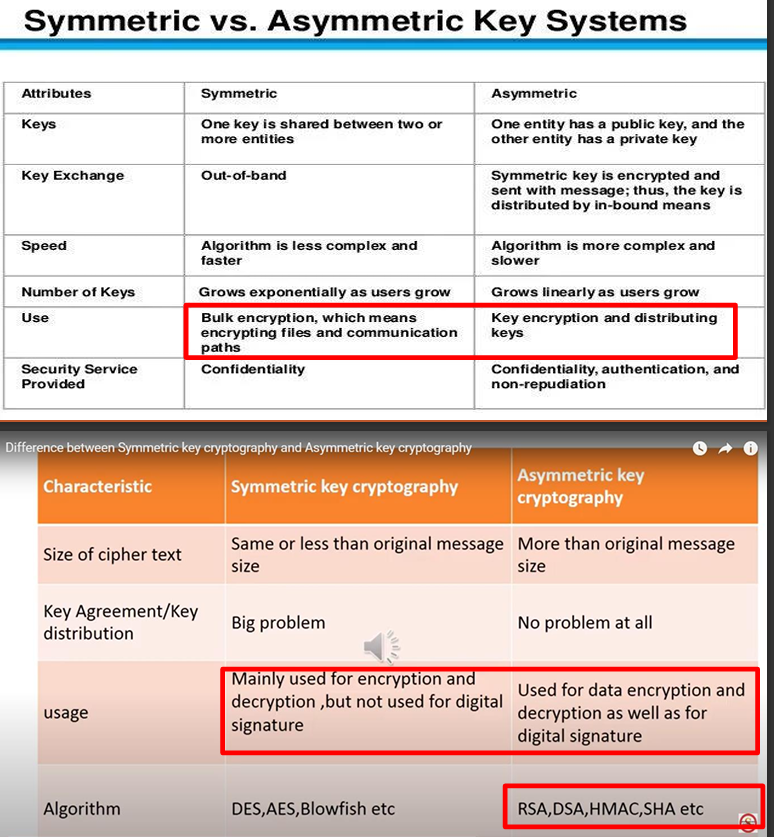 Symmetric vs. Asymmetric Key Systems
Attributes
Symmetric
Asymmetric
Keys
One key is shared between two or
more entities
One entity has a public key, and the
other entity has a private key
Key Exchange
Out-of-band
Symmetric key is encrypted and
sent with message; thus, the key is
distributed by in-bound means
Speed
Algorithm is less complex and
faster
Algorithm is more complex and
slower
Number of Keys
Grows exponentially as users grow
Grows linearly as users grow
Use
Bulk encryption, which means
encrypting files and communication
paths
Key encryption and distributing
keys
Security Service
Provided
Confidentiality
Confidentiality, authentication, and
non-repudiation
Difference between Symmetric key cryptography and Asymmetric key cryptography
Characteristic
Symmetric key cryptography
Asymmetric key
cryptography
Size of cipher text
Same or less than original message
size
More than original message
size
Key Agreement/Key
distribution
Big problem
No problem at all
usage
Mainly used for encryption and
decryption ,but not used for digital
signature
Used for data encryption and
decryption as well as for
digital signature
Algorithm
DES,AES,Blowfish etc
RSA,DSA,HMAC,SHA etc